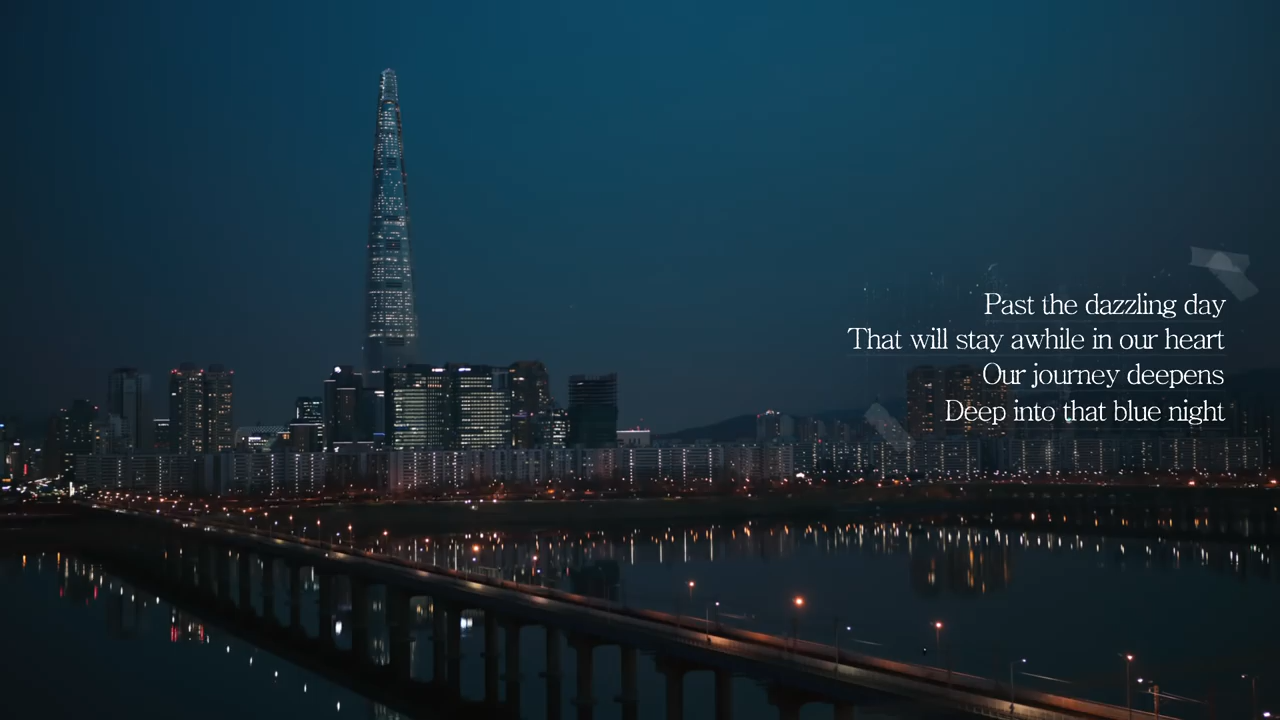 Past the dazzling day
That will stay awhile in our heart
Our journey deepens
Deep into that blue night